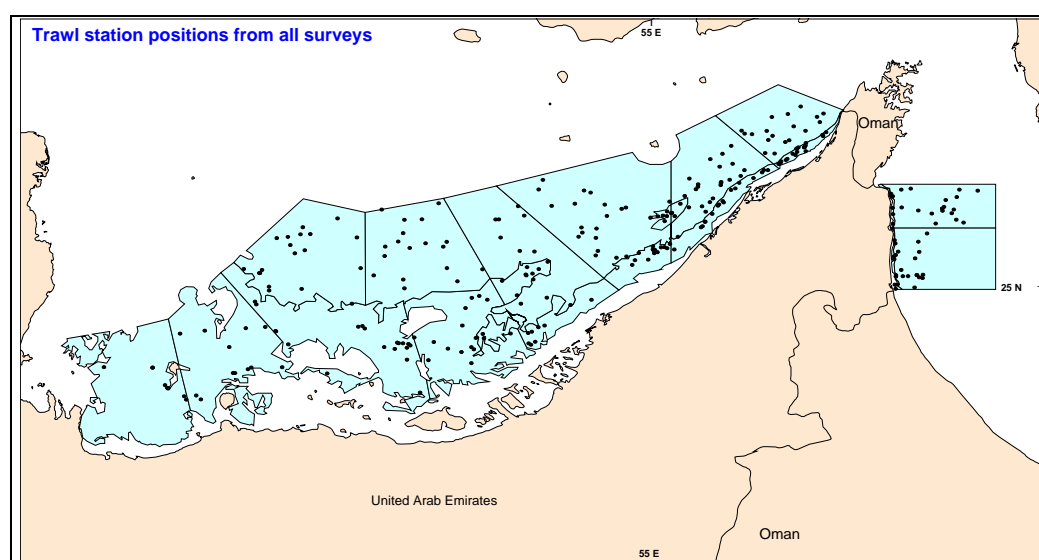 Trawl station positions from all surveys
55 E
Oman
25 N
United Arab Emirates
Oman
55 E